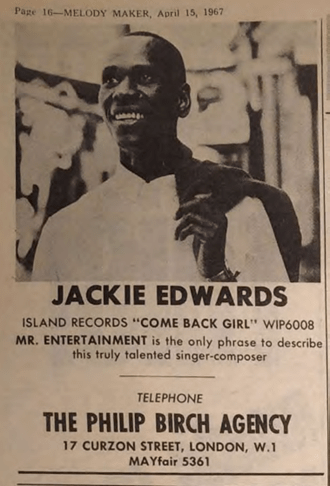 Page 16—MELODY MAKER, April 15, 1967
JACKIE EDWARDS
ISLAND RECORDS "COME BACK GIRL" WIP6008
MR. ENTERTAINMENT is the only phrase to describe
this truly talented singer-composer
TELEPHONE
THE PHILIP BIRCH AGENCY
17 CURZON STREET, LONDON, W.1
MAYfair 5361